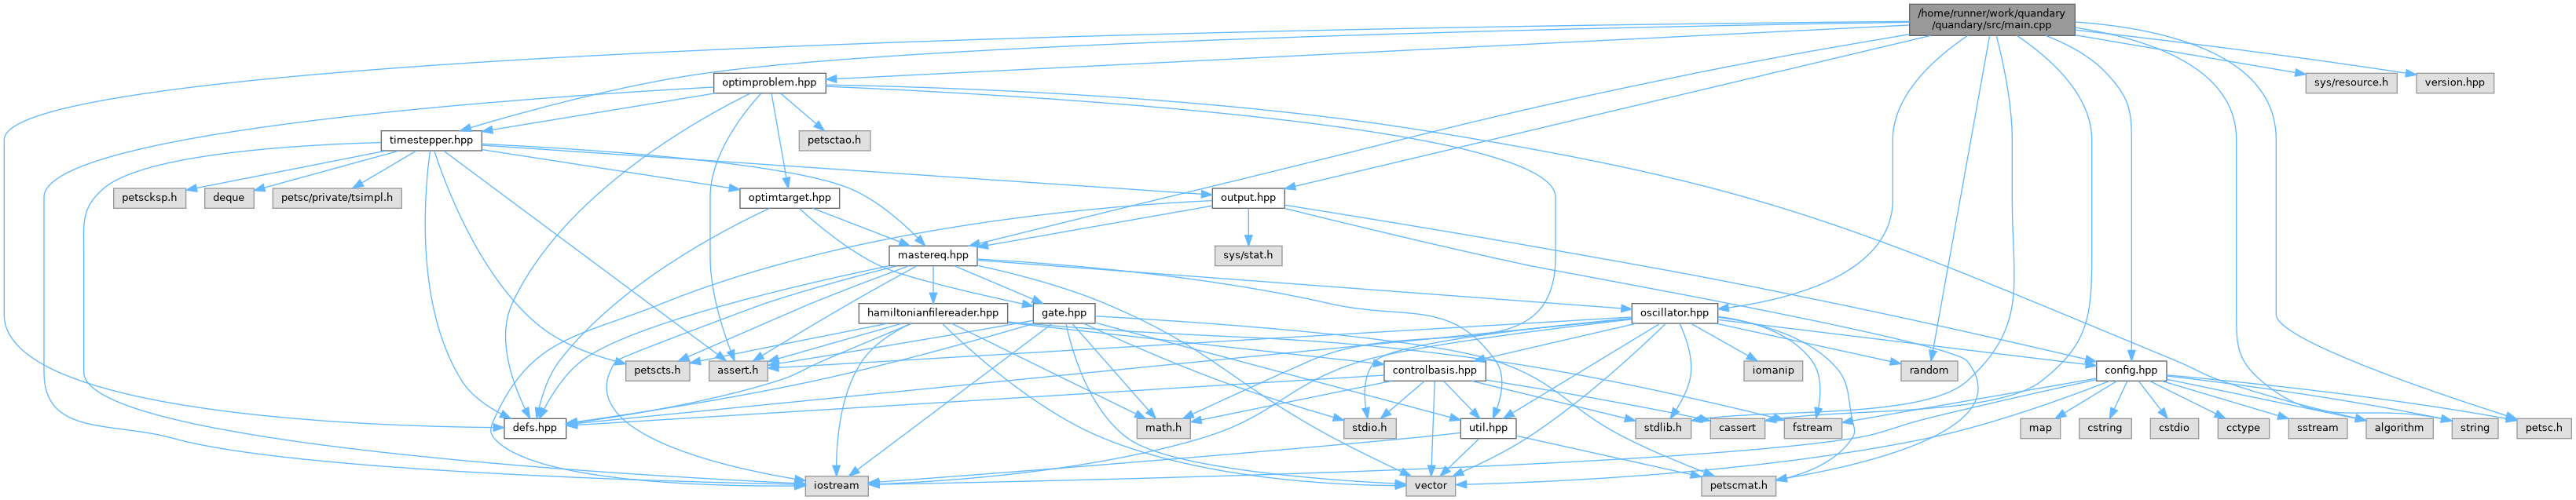 /home/runner/work/quandary
/quandary/src/main.cpp
optimproblem.hpp
sys/resource.h
version.hpp
timestepper.hpp
petsctao.h
petscksp.h
deque
petsc/private/tsimpl.h
optimtarget.hpp
output.hpp
mastereq.hpp
sys/stat.h
hamiltonianfilereader.hpp
gate.hpp
oscillator.hpp
petscts.h
assert.h
controlbasis.hpp
iomanip
random
config.hpp
defs.hpp
math.h
stdio.h
util.hpp
stdlib.h
cassert
fstream
map
cstring
cstdio
cctype
sstream
algorithm
string
petsc.h
iostream
vector
petscmat.h